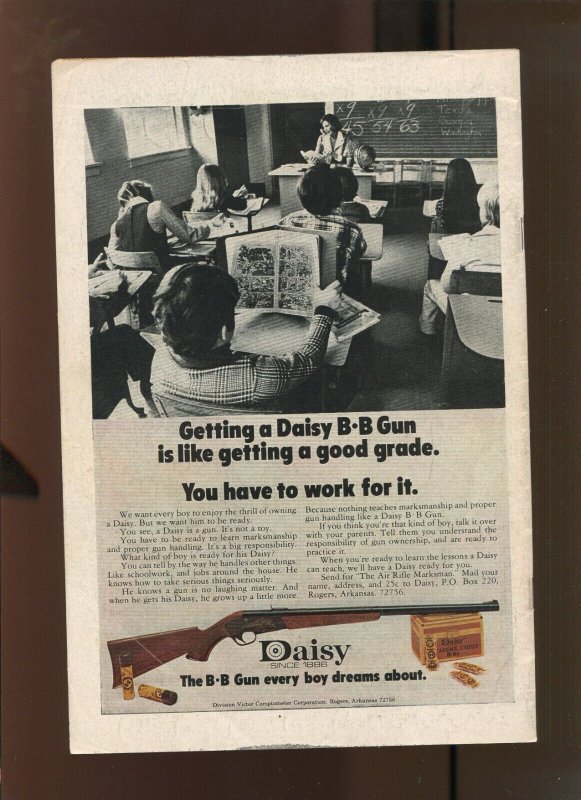 x9 x9 x9
45 54 63
Texas
Georgia
Washington
Getting a Daisy B·B Gun
is like getting a good grade.
You have to work for it.
We want every boy to enjoy the thrill of owning
a Daisy. But we want him to be ready.
You see, a Daisy is a gun. It's not a toy.
You have to be ready to learn marksmanship
and proper gun handling. It's a big responsibility.
What kind of boy is ready for his Daisy?
You can tell by the way he handles other things.
Like schoolwork, and jobs around the house. He
knows how to take serious things seriously.
He knows a gun is no laughing matter. And
when he gets his Daisy, he grows up a little more.
Because nothing teaches marksmanship and proper
gun handling like a Daisy B·B Gun.
If you think you're that kind of boy, talk it over
with your parents. Tell them you understand the
responsibility of gun ownership, and are ready to
practice it.
When you're ready to learn the lessons a Daisy
can teach, we'll have a Daisy ready for you.
Send for 'The Air Rifle Marksman.' Mail your
name, address, and 25¢ to Daisy, P.O. Box 220,
Rogers, Arkansas. 72756.
Daisy
SINCE 1886
The B·B Gun every boy dreams about.
Division Victor Comptometer Corporation. Rogers, Arkansas 72756
Daisy